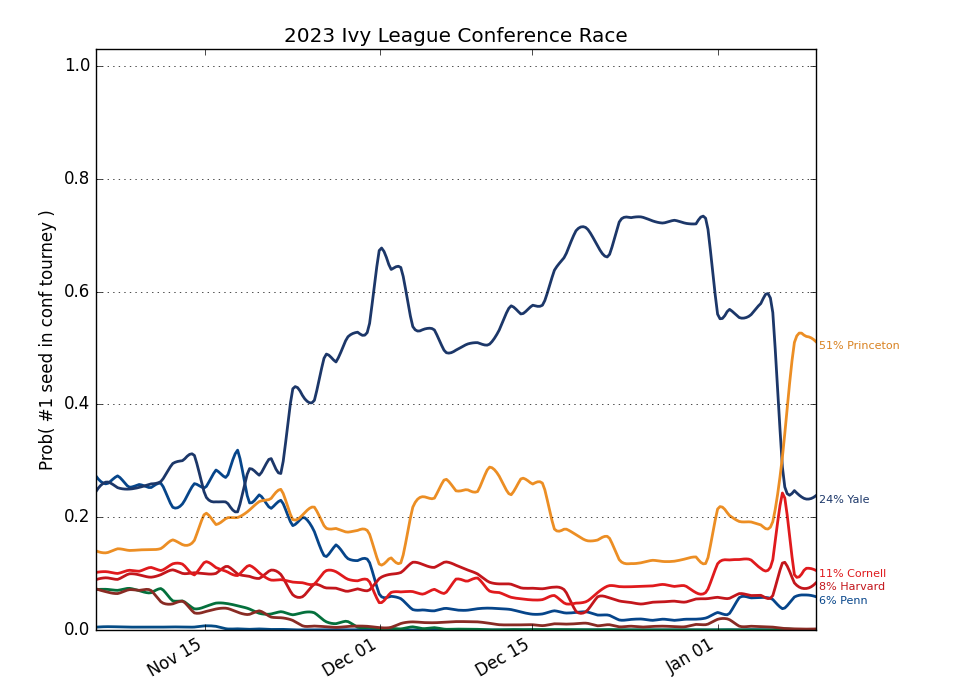 2023 Ivy League Conference Race
Prob( #1 seed in conf tourney )
1.0
0.8
0.6
0.4
0.2
0.0
51% Princeton
24% Yale
11% Cornell
8% Harvard
6% Penn
Nov 15
Dec 01
Dec 15
Jan 01